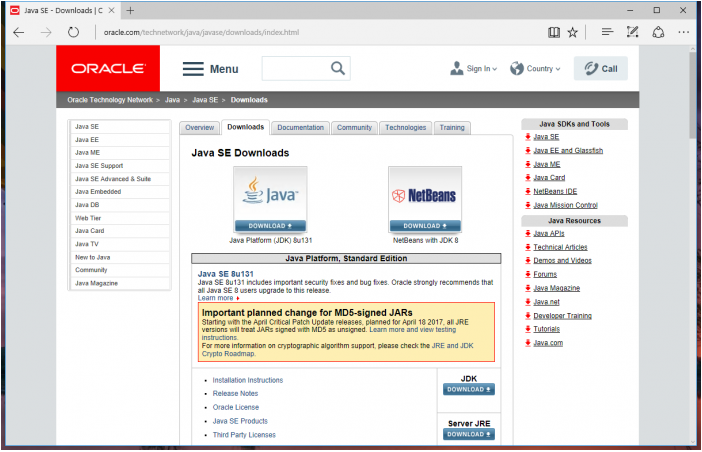 Java SE - Downloads | C
oracle.com/technetwork/java/javase/downloads/index.html
ORACLE
Menu
Sign In
Country
Call
Oracle Technology Network > Java > Java SE > Downloads
Java SE
Java EE
Java ME
Java SE Support
Java SE Advanced & Suite
Java Embedded
Java DB
Web Tier
Java Card
Java TV
New to Java
Community
Java Magazine
Overview
Downloads
Documentation
Community
Technologies
Training
Java SE Downloads
Java
DOWNLOAD
Java Platform (JDK) 8u131
NetBeans
DOWNLOAD
NetBeans with JDK 8
Java Platform, Standard Edition
Java SE 8u131
Java SE 8u131 includes important security fixes and bug fixes. Oracle strongly recommends that
all Java SE 8 users upgrade to this release.
Learn more
Important planned change for MD5-signed JARs
Starting with the April Critical Patch Update releases, planned for April 18 2017, all JRE
versions will treat JARs signed with MD5 as unsigned. Learn more and view testing
instructions.
For more information on cryptographic algorithm support, please check the JRE and JDK
Crypto Roadmap.
Installation Instructions
Release Notes
Oracle License
Java SE Products
Third Party Licenses
JDK
DOWNLOAD
Server JRE
DOWNLOAD
Java SDKs and Tools
Java SE
Java EE and Glassfish
Java ME
Java Card
NetBeans IDE
Java Mission Control
Java Resources
Java APIs
Technical Articles
Demos and Videos
Forums
Java Magazine
Java.net
Developer Training
Tutorials
Java.com